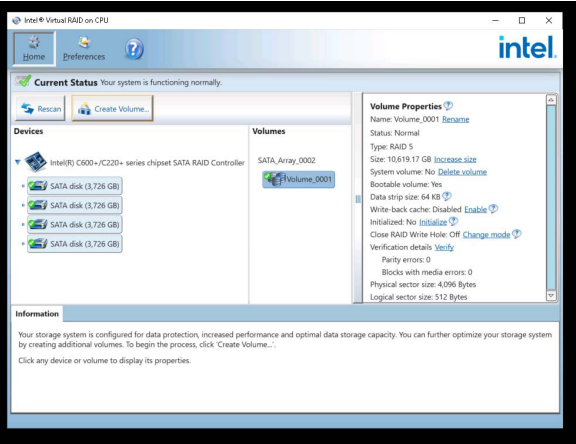 Intel® Virtual RAID on CPU
Home
Preferences
?
intel.
Current Status Your system is functioning normally.
Rescan
Create Volume...
Devices
Intel(R) C600+/C220+ series chipset SATA RAID Controller
SATA disk (3,726 GB)
SATA disk (3,726 GB)
SATA disk (3,726 GB)
SATA disk (3,726 GB)
Volumes
SATA_Array_0002
Volume_0001
Volume Properties ?
Name: Volume_0001 Rename
Status: Normal
Type: RAID 5
Size: 10,619.17 GB Increase size
System volume: No Delete volume
Bootable volume: Yes
Data strip size: 64 KB ?
Write-back cache: Disabled Enable ?
Initialized: No Initialize ?
Close RAID Write Hole: Off Change mode ?
Verification details Verify
Parity errors: 0
Blocks with media errors: 0
Physical sector size: 4,096 Bytes
Logical sector size: 512 Bytes
Information
Your storage system is configured for data protection, increased performance and optimal data storage capacity. You can further optimize your storage system
by creating additional volumes. To begin the process, click 'Create Volume...'.
Click any device or volume to display its properties.